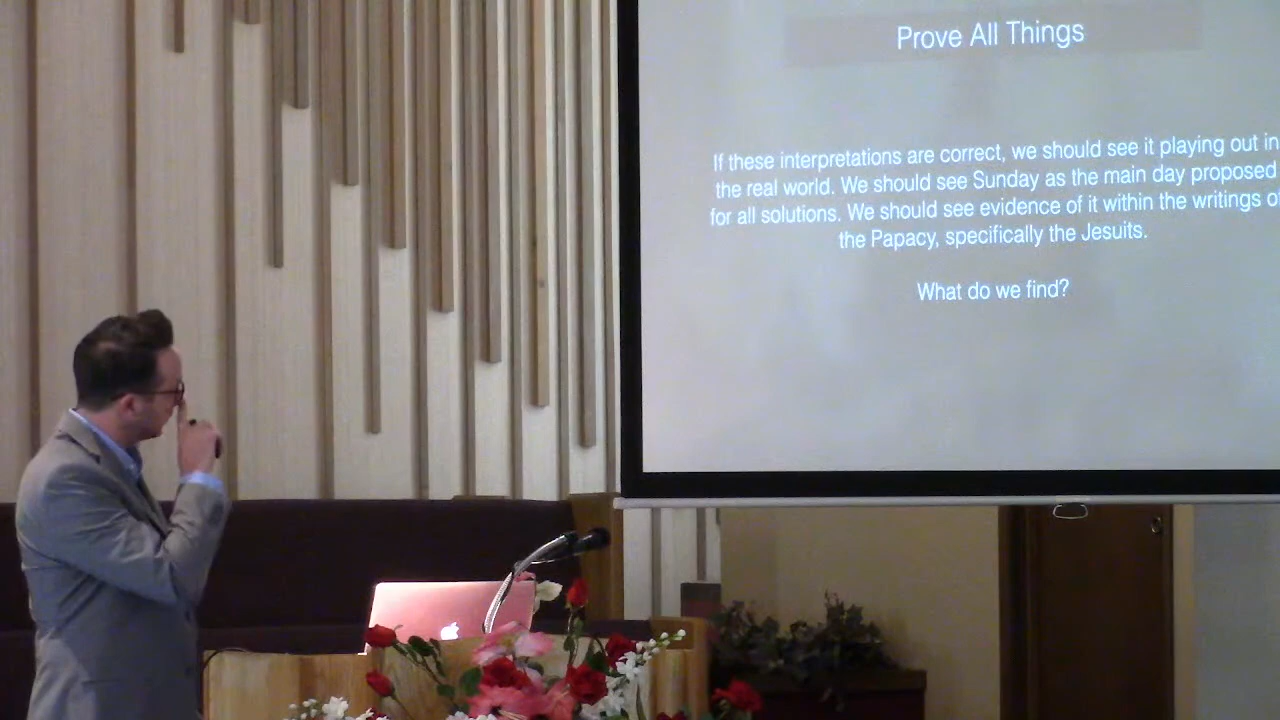 Prove All Things
If these interpretations are correct, we should see it playing out in
the real world. We should see Sunday as the main day proposed
for all solutions. We should see evidence of it within the writings of
the Papacy, specifically the Jesuits.
What do we find?